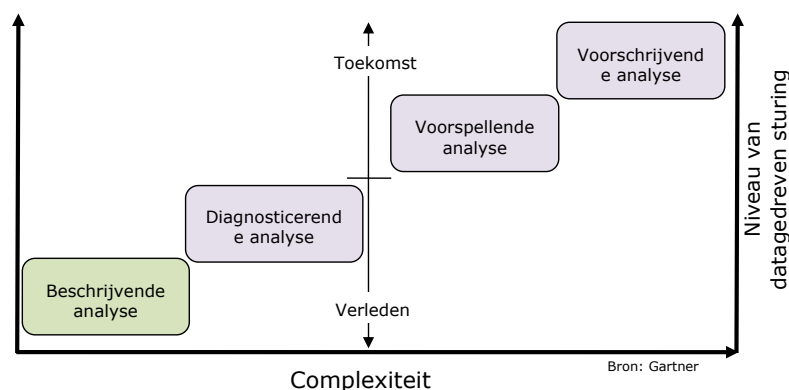 Voorschrijvend
e analyse
Toekomst
Voorspellende
analyse
Diagnosticerend
e analyse
Beschrijvende
analyse
Verleden
Niveau van
datagedreven sturing
Bron: Gartner
Complexiteit